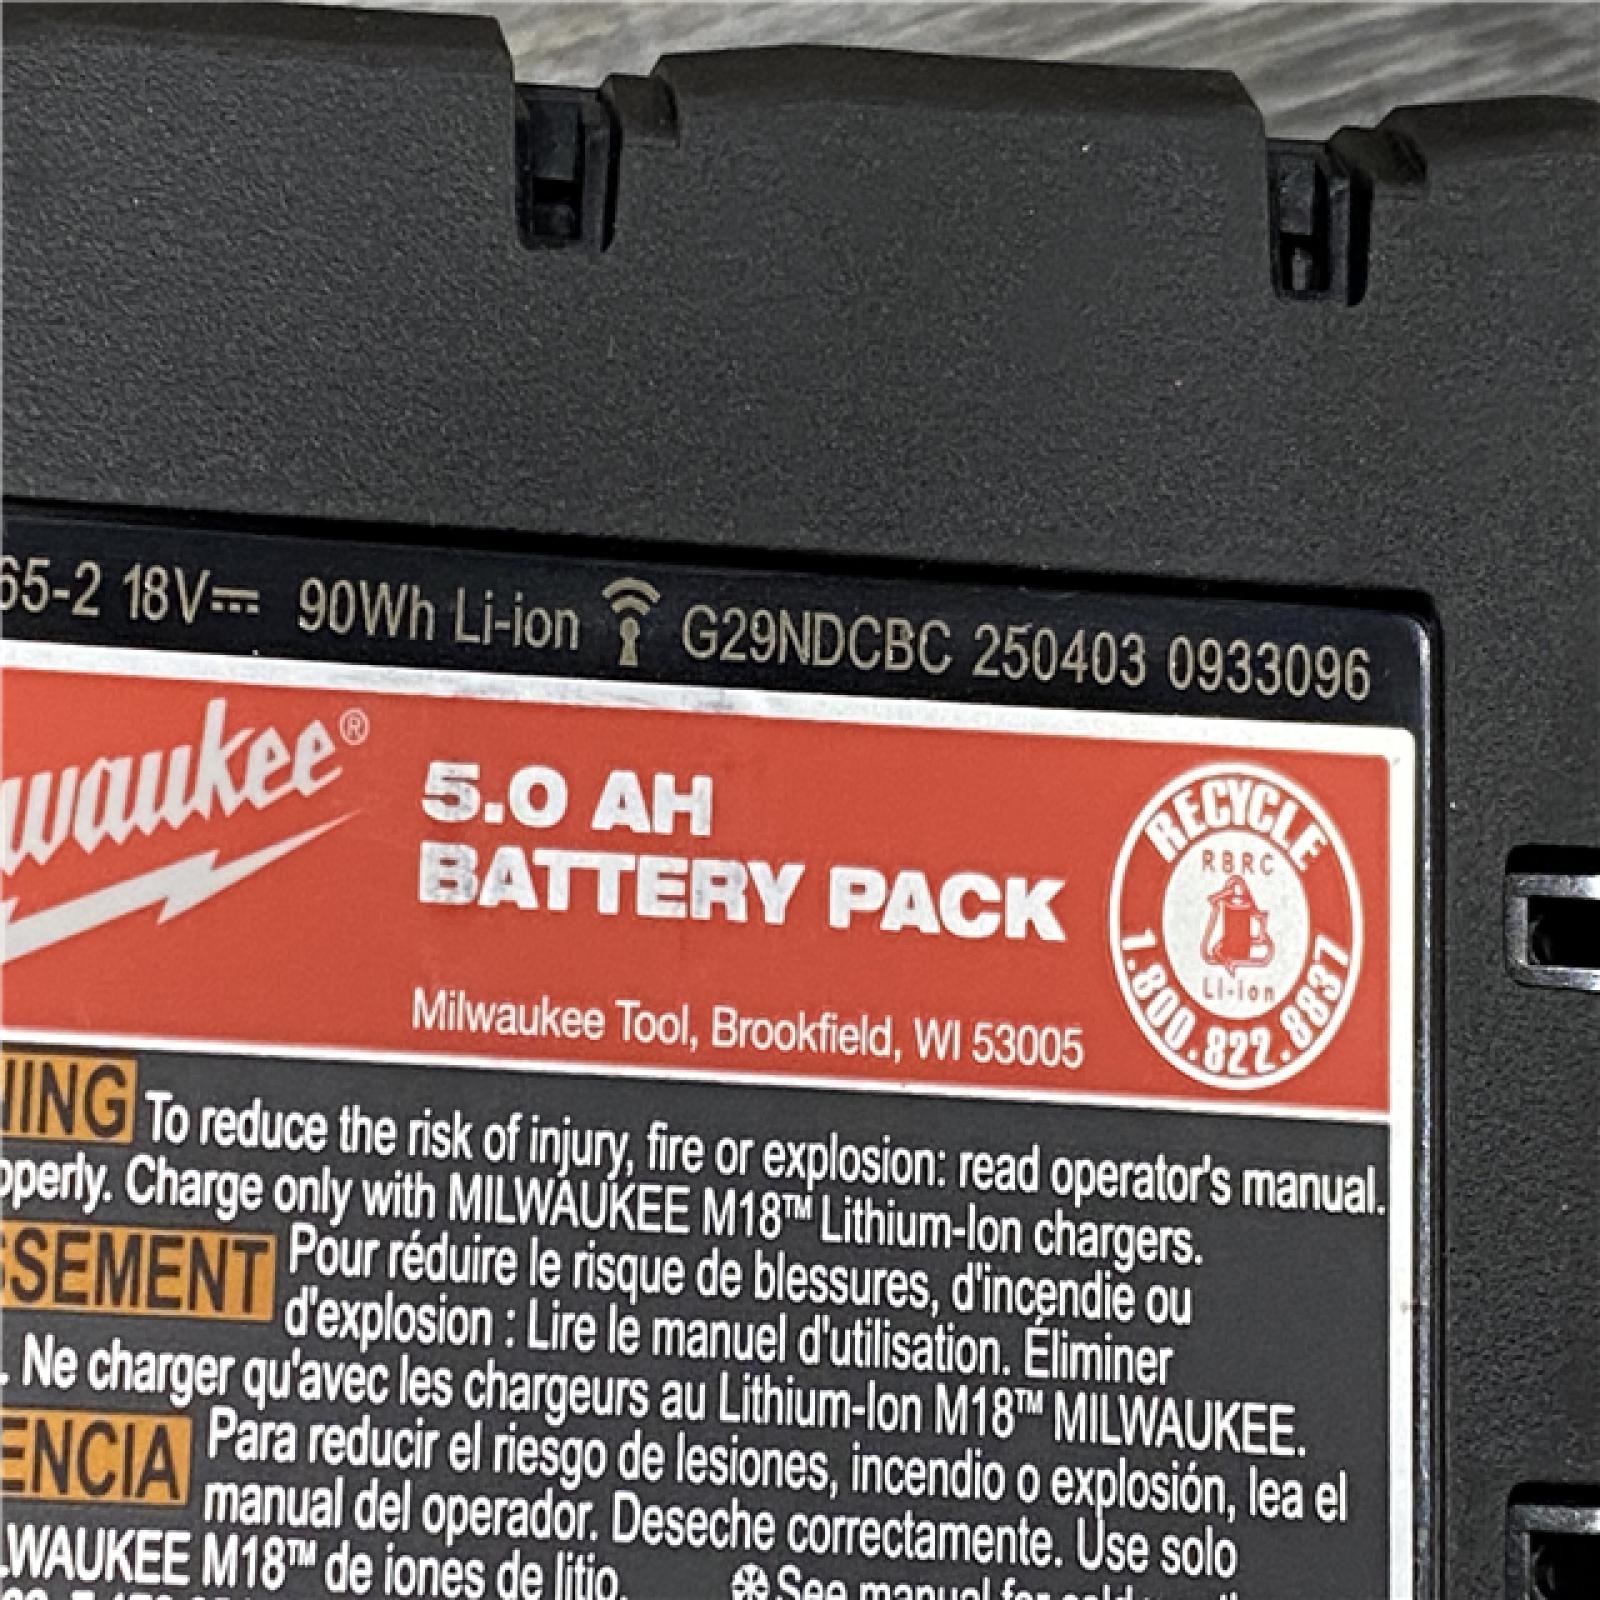 65-2 18V 90Wh Li-ion G29NDCBC 250403 0933096
waukee®
5.0 AH
BATTERY PACK
Milwaukee Tool, Brookfield, WI 53005
RECYCLE
RBRC
Li-ion
1.800.822.8837
NING To reduce the risk of injury, fire or explosion: read operator's manual.
operly. Charge only with MILWAUKEE M18™ Lithium-Ion chargers.
SSEMENT Pour réduire le risque de blessures, d'incendie ou
d'explosion : Lire le manuel d'utilisation. Éliminer
. Ne charger qu'avec les chargeurs au Lithium-Ion M18™ MILWAUKEE.
ENCIA Para reducir el riesgo de lesiones, incendio o explosión, lea el
manual del operador. Deseche correctamente. Use solo
LWAUKEE M18™ de iones de litio.
See manual for cold